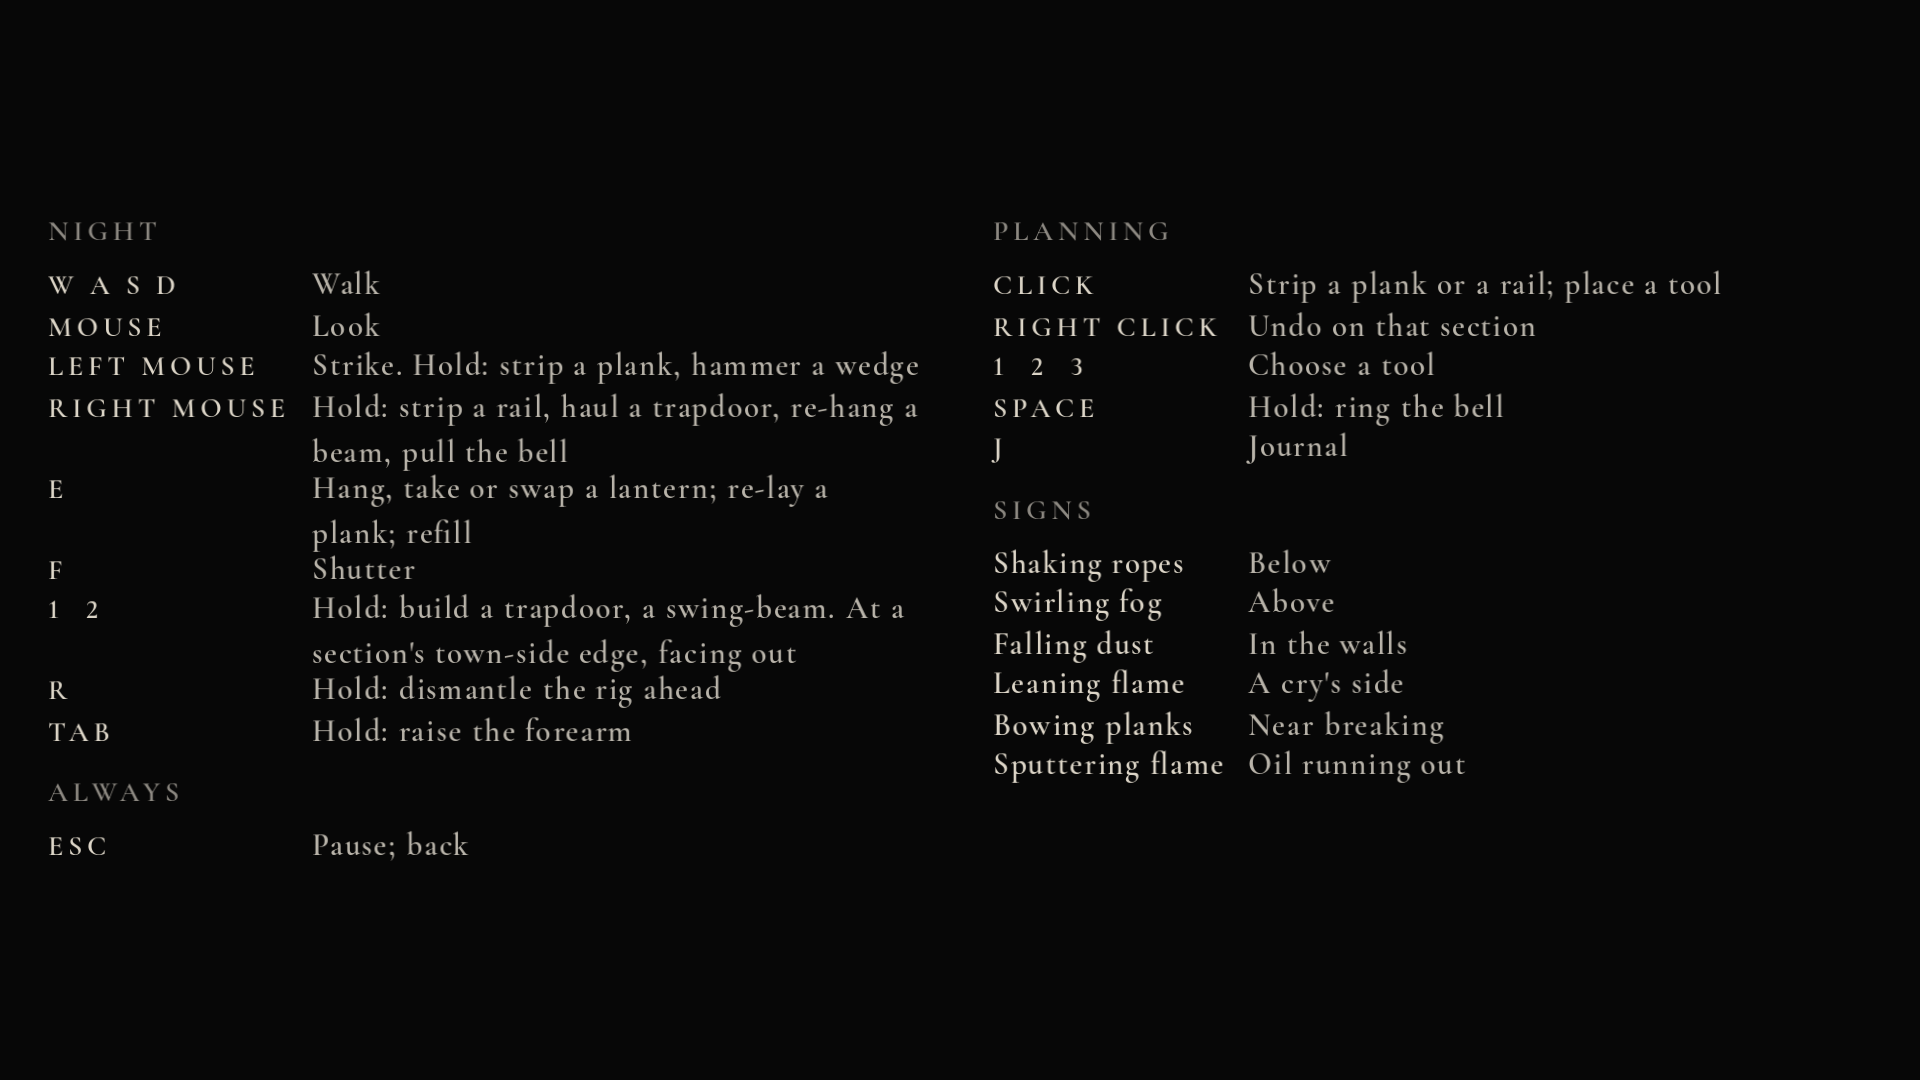 NIGHT
W A S D Walk
MOUSE Look
LEFT MOUSE Strike. Hold: strip a plank, hammer a wedge
RIGHT MOUSE Hold: strip a rail, haul a trapdoor, re-hang a
beam, pull the bell
E Hang, take or swap a lantern; re-lay a
plank; refill
F Shutter
1 2 Hold: build a trapdoor, a swing-beam. At a
section's town-side edge, facing out
R Hold: dismantle the rig ahead
TAB Hold: raise the forearm
ALWAYS
ESC Pause; back
PLANNING
CLICK Strip a plank or a rail; place a tool
RIGHT CLICK Undo on that section
1 2 3 Choose a tool
SPACE Hold: ring the bell
J Journal
SIGNS
Shaking ropes Below
Swirling fog Above
Falling dust In the walls
Leaning flame A cry's side
Bowing planks Near breaking
Sputtering flame Oil running out